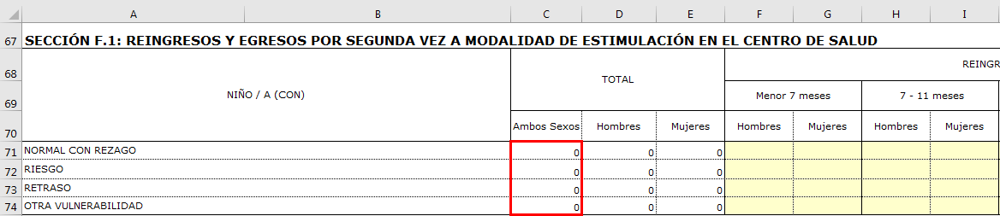 A B C D E F G H I
67 SECCIÓN F.1: REINGRESOS Y EGRESOS POR SEGUNDA VEZ A MODALIDAD DE ESTIMULACIÓN EN EL CENTRO DE SALUD
68 REINGR
NIÑO / A (CON) TOTAL
69 Menor 7 meses 7 - 11 meses
70 Ambos Sexos Hombres Mujeres Hombres Mujeres Hombres Mujeres
71 NORMAL CON REZAGO 0 0 0
72 RIESGO 0 0 0
73 RETRASO 0 0 0
74 OTRA VULNERABILIDAD 0 0 0